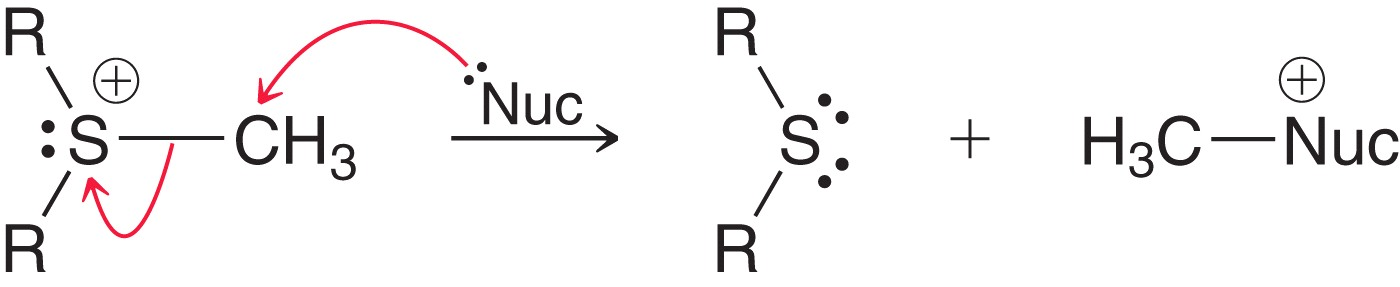 R R
⊕ ⊕
:Nuc
:S—CH₃ ⟶ S + H₃C—Nuc
R R